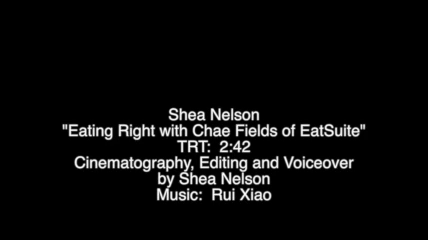 Shea Nelson
"Eating Right with Chae Fields of EatSuite"
TRT:  2:42
Cinematography, Editing and Voiceover
by Shea Nelson
Music:  Rui Xiao